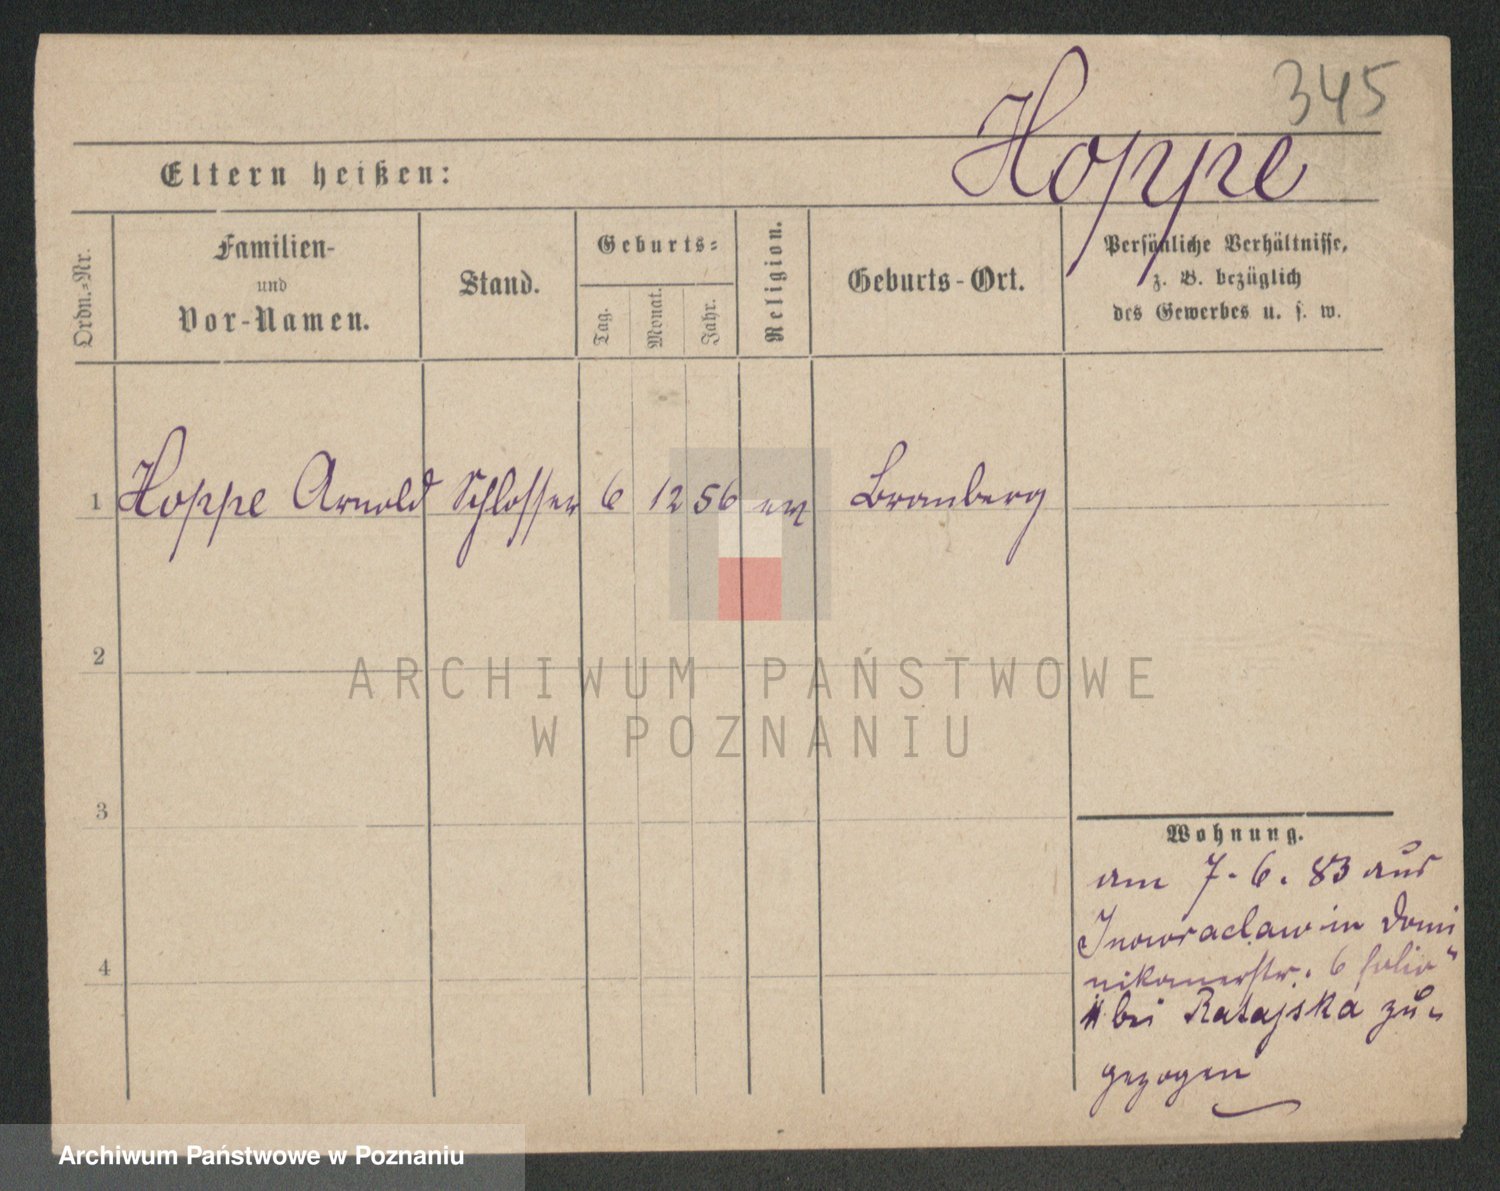 345
Hoppe
Eltern heißen:
Ordn.-Nr.
Familien-
und
Vor-Namen.
Stand.
Geburts-
Tag.
Monat.
Jahr.
Religion.
Geburts-Ort.
Persönliche Verhältnisse,
z. B. bezüglich
des Gewerbes u. s. w.
1 Hoppe Arnold Schlosser 6 12 56 ev Braunberg
2
ARCHIWUM PAŃSTWOWE
W POZNANIU
3
Wohnung.
am 7. 6. 83 aus
Inowraclaw in Domi
4
nikanerstr. 6
bei Ratajska zu-
gezogen
Archiwum Państwowe w Poznaniu